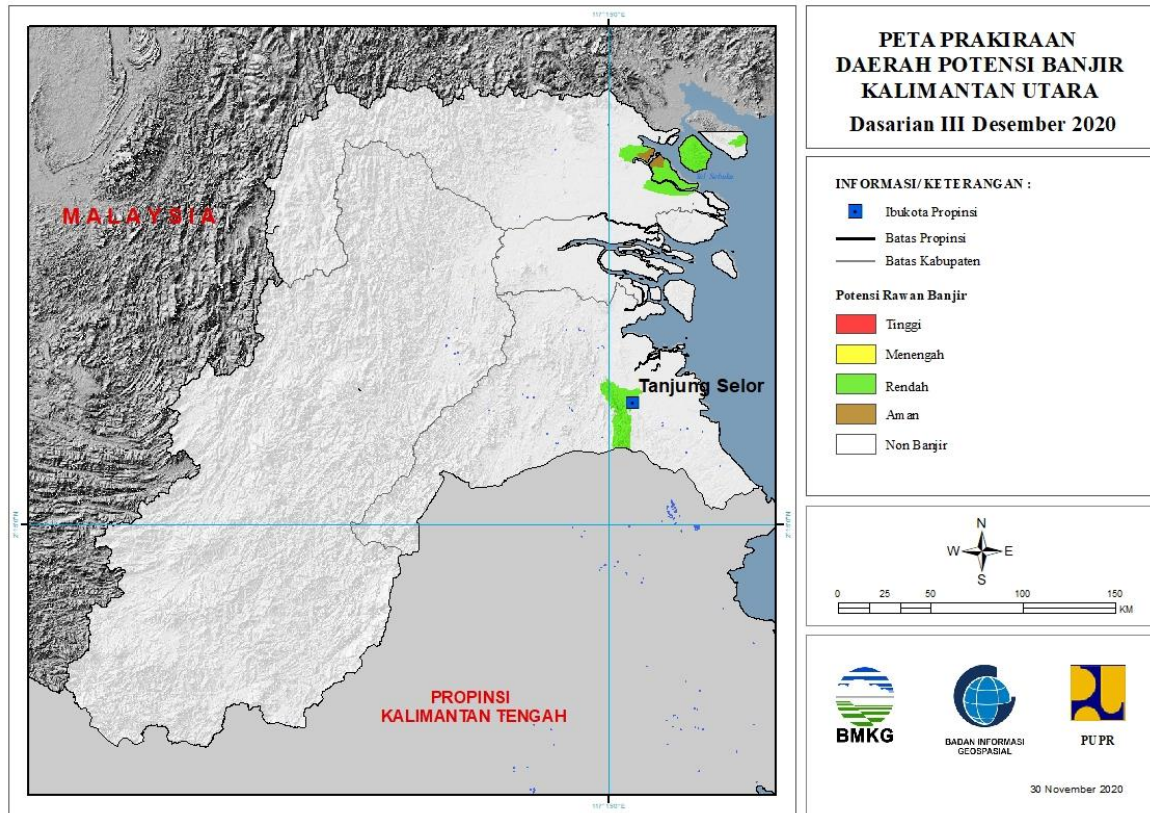 PETA PRAKIRAAN
DAERAH POTENSI BANJIR
KALIMANTAN UTARA
Dasarian III Desember 2020
INFORMASI/ KETERANGAN :
Ibukota Propinsi
Batas Propinsi
Batas Kabupaten
Potensi Rawan Banjir
Tinggi
Menengah
Rendah
Aman
Non Banjir
MALAYSIA
Tanjung Selor
PROPINSI
KALIMANTAN TENGAH
N
W E
S
0 25 50 100 150
KM
BMKG
BADAN INFORMASI
GEOSPASIAL
PUPR
30 November 2020